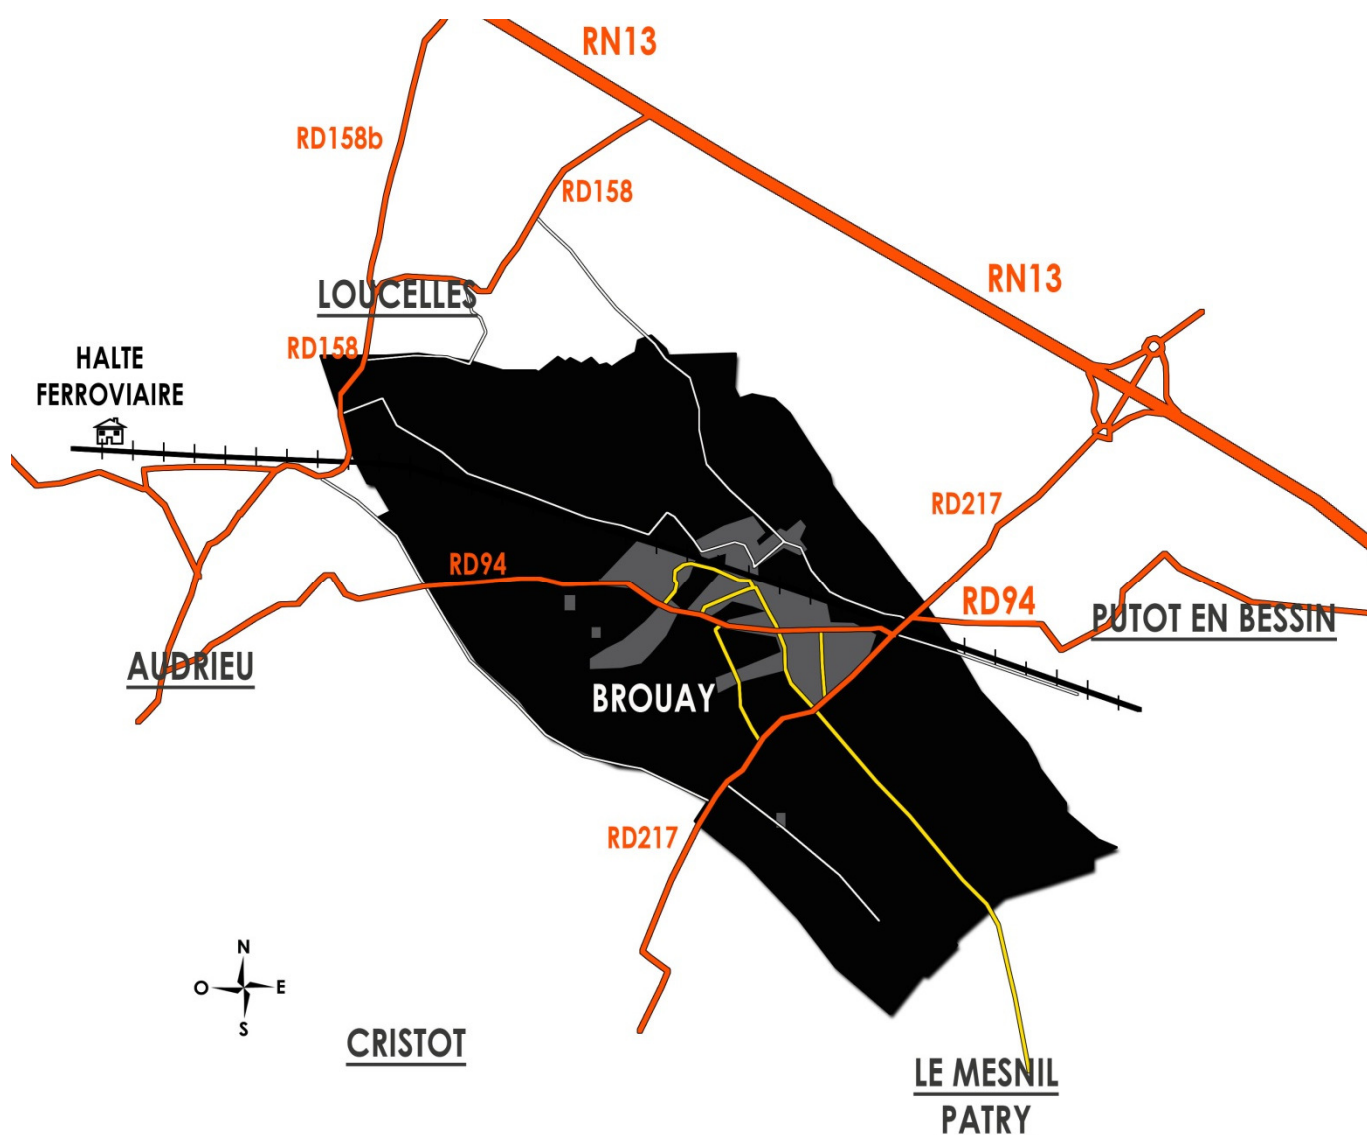 RN13
RD158b
RD158
RN13
LOUCELLES
RD158
HALTE
FERROVIAIRE
RD217
RD94
RD94
PUTOT EN BESSIN
AUDRIEU
BROUAY
RD217
N
O
E
S
CRISTOT
LE MESNIL
PATRY